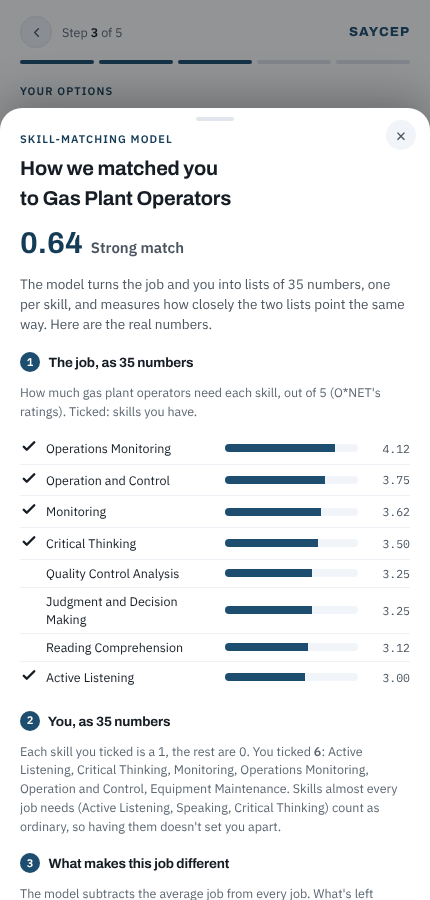 Step 3 of 5
SAYCEP
YOUR OPTIONS
SKILL-MATCHING MODEL
How we matched you
to Gas Plant Operators
0.64 Strong match
The model turns the job and you into lists of 35 numbers, one
per skill, and measures how closely the two lists point the same
way. Here are the real numbers.
1 The job, as 35 numbers
How much gas plant operators need each skill, out of 5 (O*NET's
ratings). Ticked: skills you have.
Operations Monitoring 4.12
Operation and Control 3.75
Monitoring 3.62
Critical Thinking 3.50
Quality Control Analysis 3.25
Judgment and Decision
Making 3.25
Reading Comprehension 3.12
Active Listening 3.00
2 You, as 35 numbers
Each skill you ticked is a 1, the rest are 0. You ticked 6: Active
Listening, Critical Thinking, Monitoring, Operations Monitoring,
Operation and Control, Equipment Maintenance. Skills almost every
job needs (Active Listening, Speaking, Critical Thinking) count as
ordinary, so having them doesn't set you apart.
3 What makes this job different
The model subtracts the average job from every job. What's left